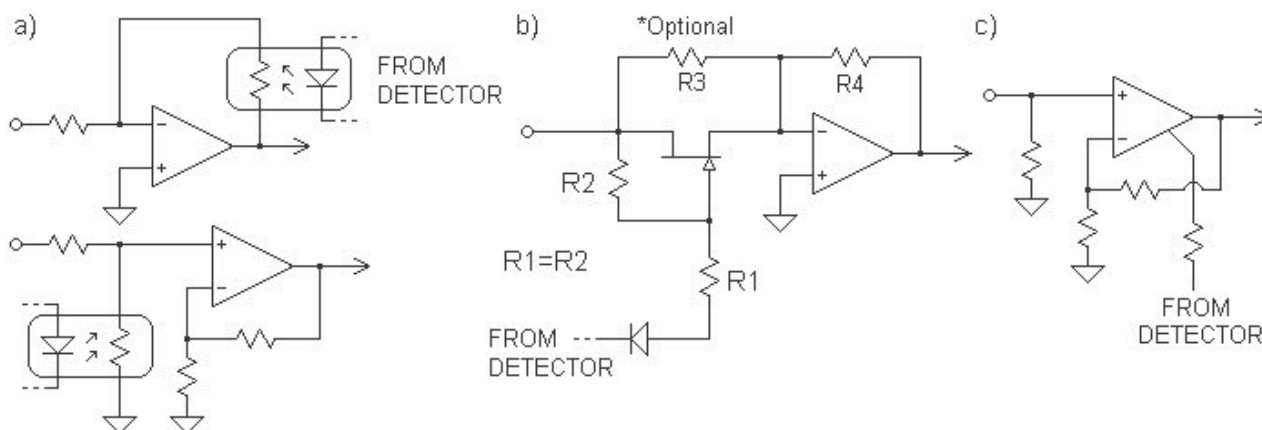 a)
FROM
DETECTOR
b)
*Optional
R3
R4
R2
R1=R2
R1
FROM
DETECTOR
c)
FROM
DETECTOR